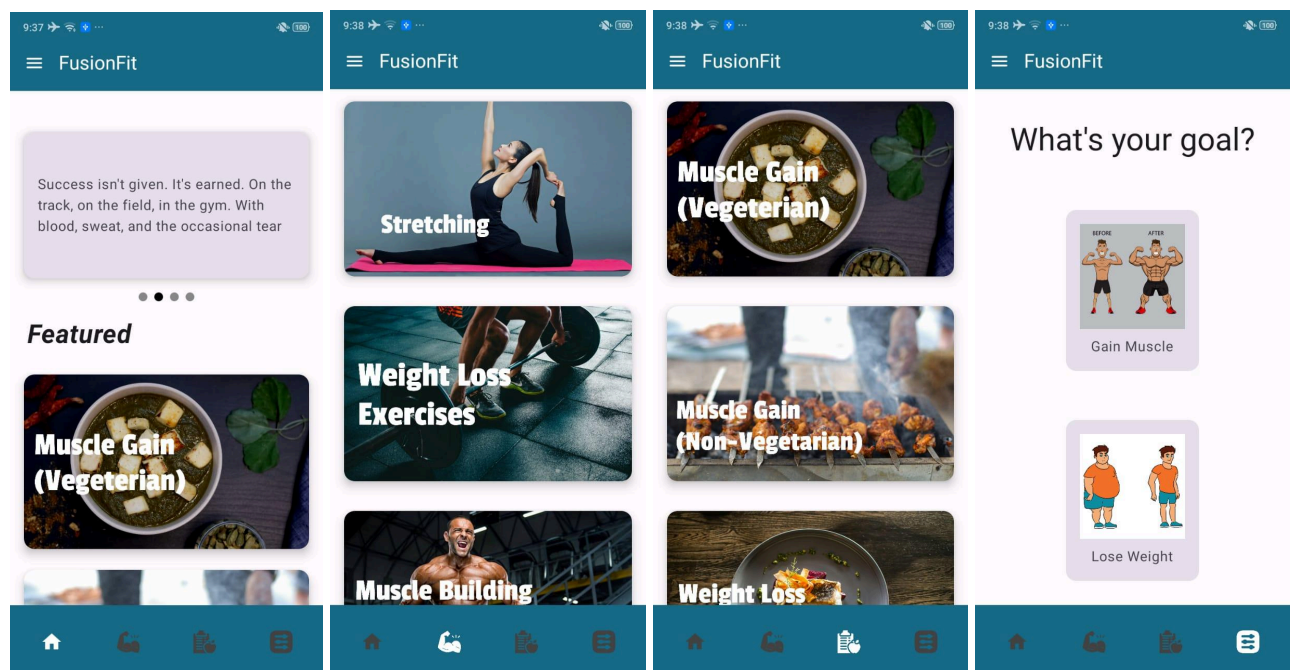 9:37
100
FusionFit
Success isn't given. It's earned. On the
track, on the field, in the gym. With
blood, sweat, and the occasional tear
Featured
Muscle Gain
(Vegeterian)
9:38
100
FusionFit
Stretching
Weight Loss
Exercises
Muscle Building
9:38
100
FusionFit
Muscle Gain
(Vegeterian)
Muscle Gain
(Non-Vegetarian)
Weight Loss
9:38
100
FusionFit
What's your goal?
BEFORE AFTER
Gain Muscle
Lose Weight